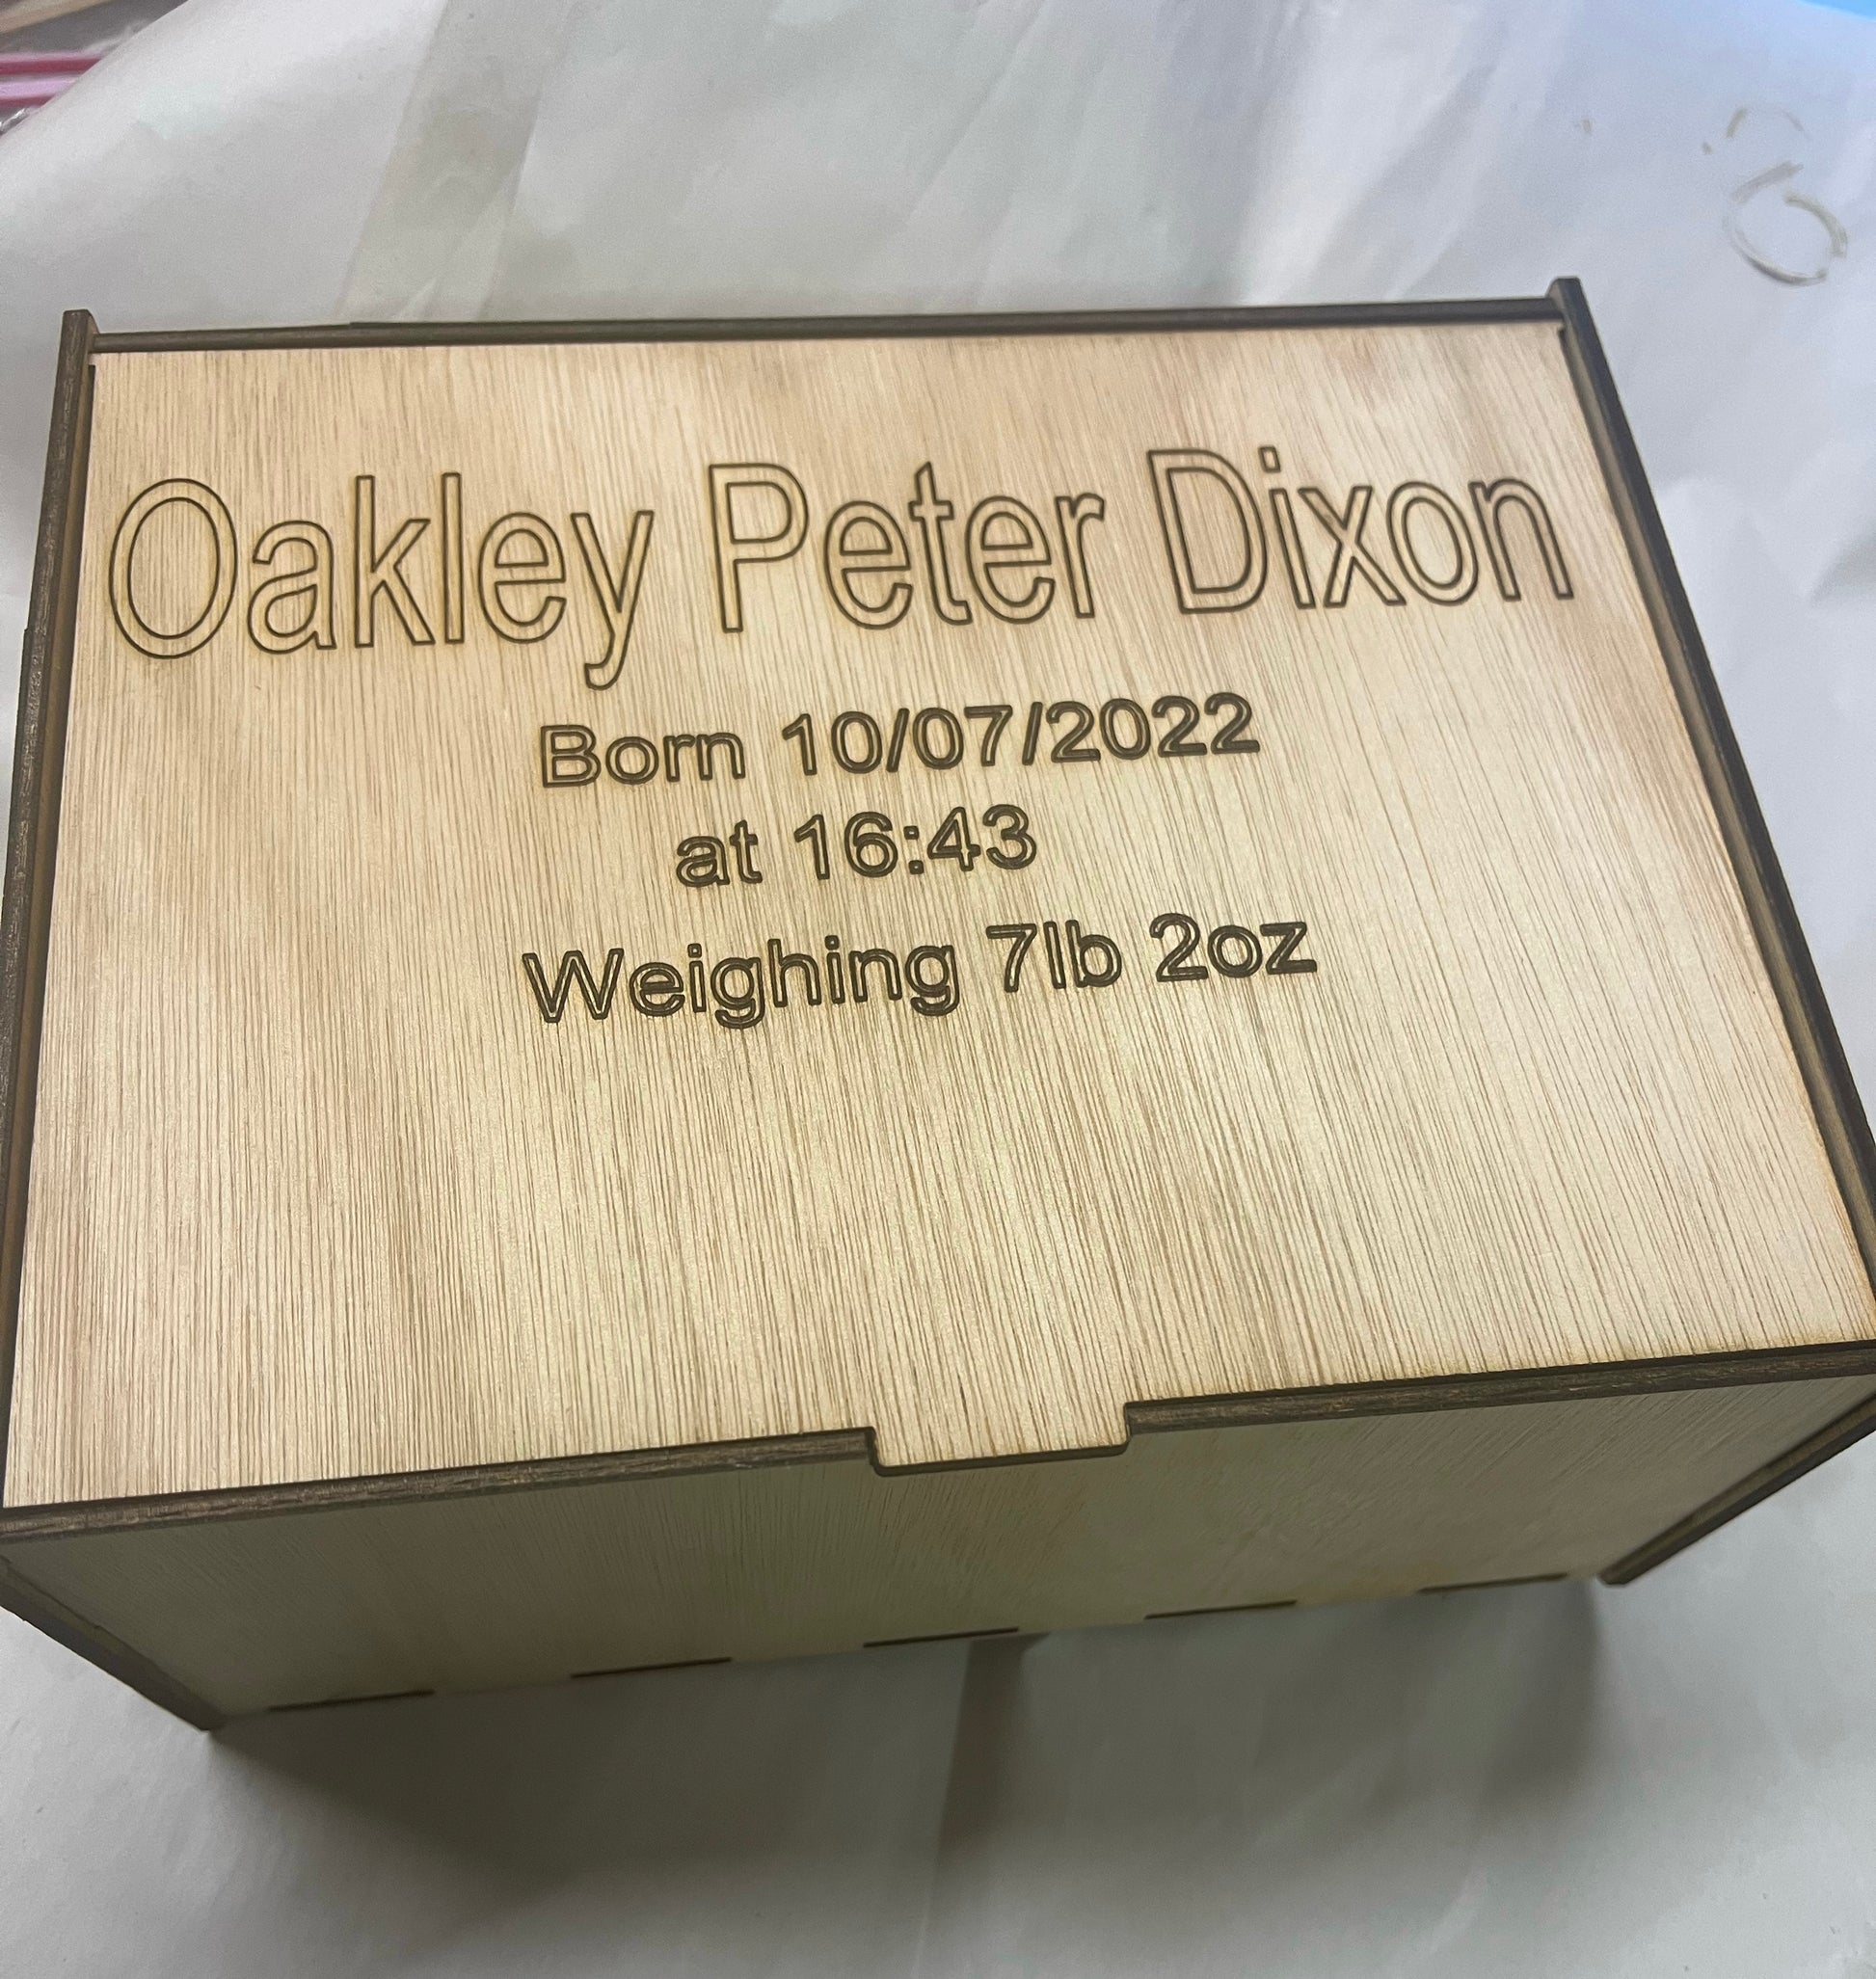 Oakley Peter Dixon
Born 10/07/2022
at 16:43
Weighing 7lb 2oz